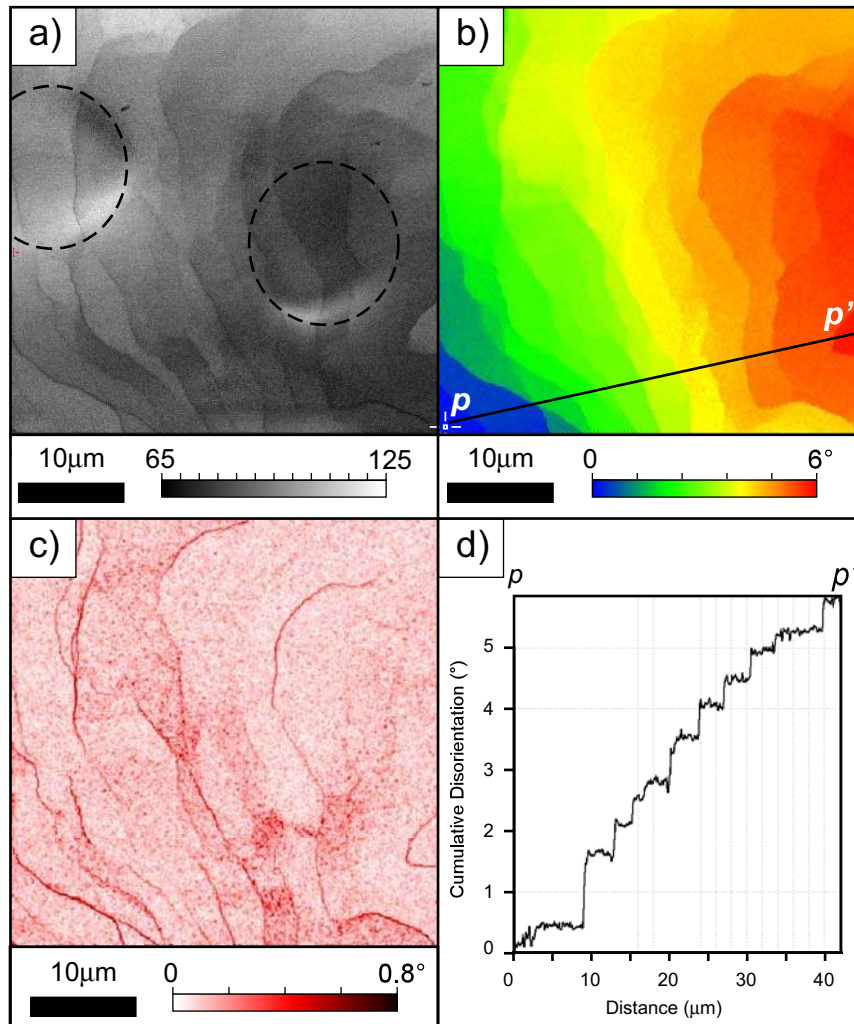 a)
10μm
65
125
b)
p
p'
10μm
0
6°
c)
10μm
0
0.8°
d)
p
p'
Cumulative Disorientation (°)
5
4
3
2
1
0
0
10
20
30
40
Distance (μm)